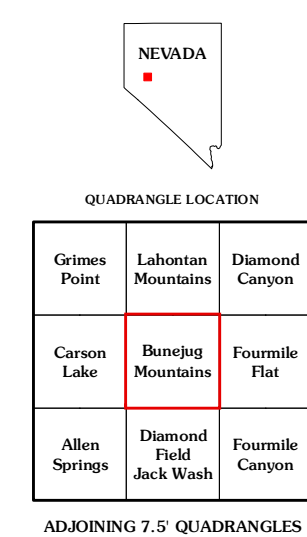 NEVADA
QUADRANGLE LOCATION
Grimes
Point
Lahontan
Mountains
Diamond
Canyon
Carson
Lake
Bunejug
Mountains
Fourmile
Flat
Allen
Springs
Diamond
Field
Jack Wash
Fourmile
Canyon
ADJOINING 7.5' QUADRANGLES